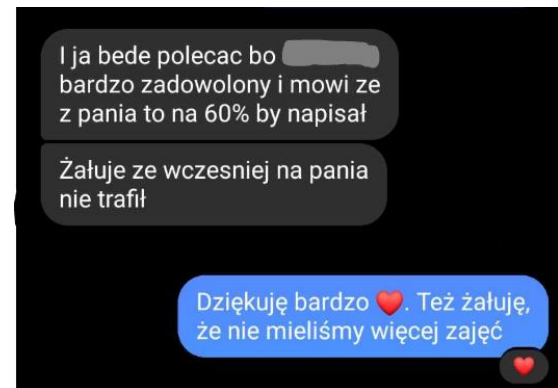 I ja bede polecac bo
bardzo zadowolony i mowi ze
z pania to na 60% by napisał
Żałuje ze wczesniej na pania
nie trafił
Dziękuję bardzo ❤️. Też żałuję,
że nie mieliśmy więcej zajęć
❤️